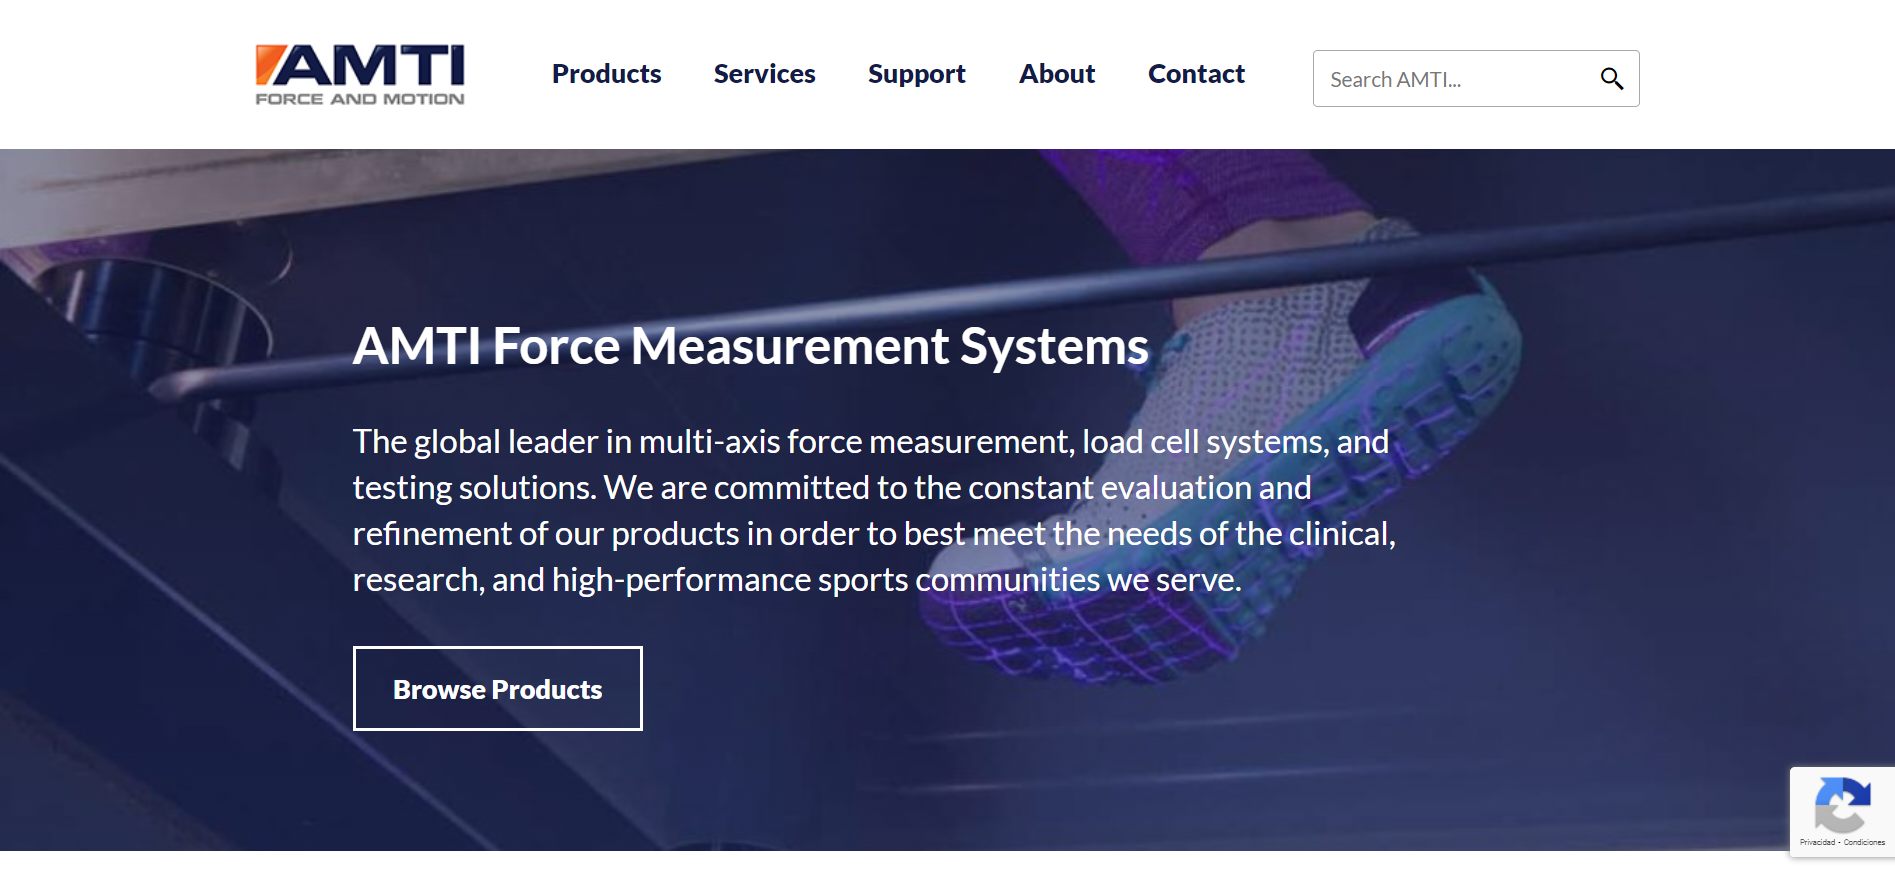 AMTI
FORCE AND MOTION
Products
Services
Support
About
Contact
Search AMTI...
AMTI Force Measurement Systems
The global leader in multi-axis force measurement, load cell systems, and
testing solutions. We are committed to the constant evaluation and
refinement of our products in order to best meet the needs of the clinical,
research, and high-performance sports communities we serve.
Browse Products
Privacidad - Condiciones